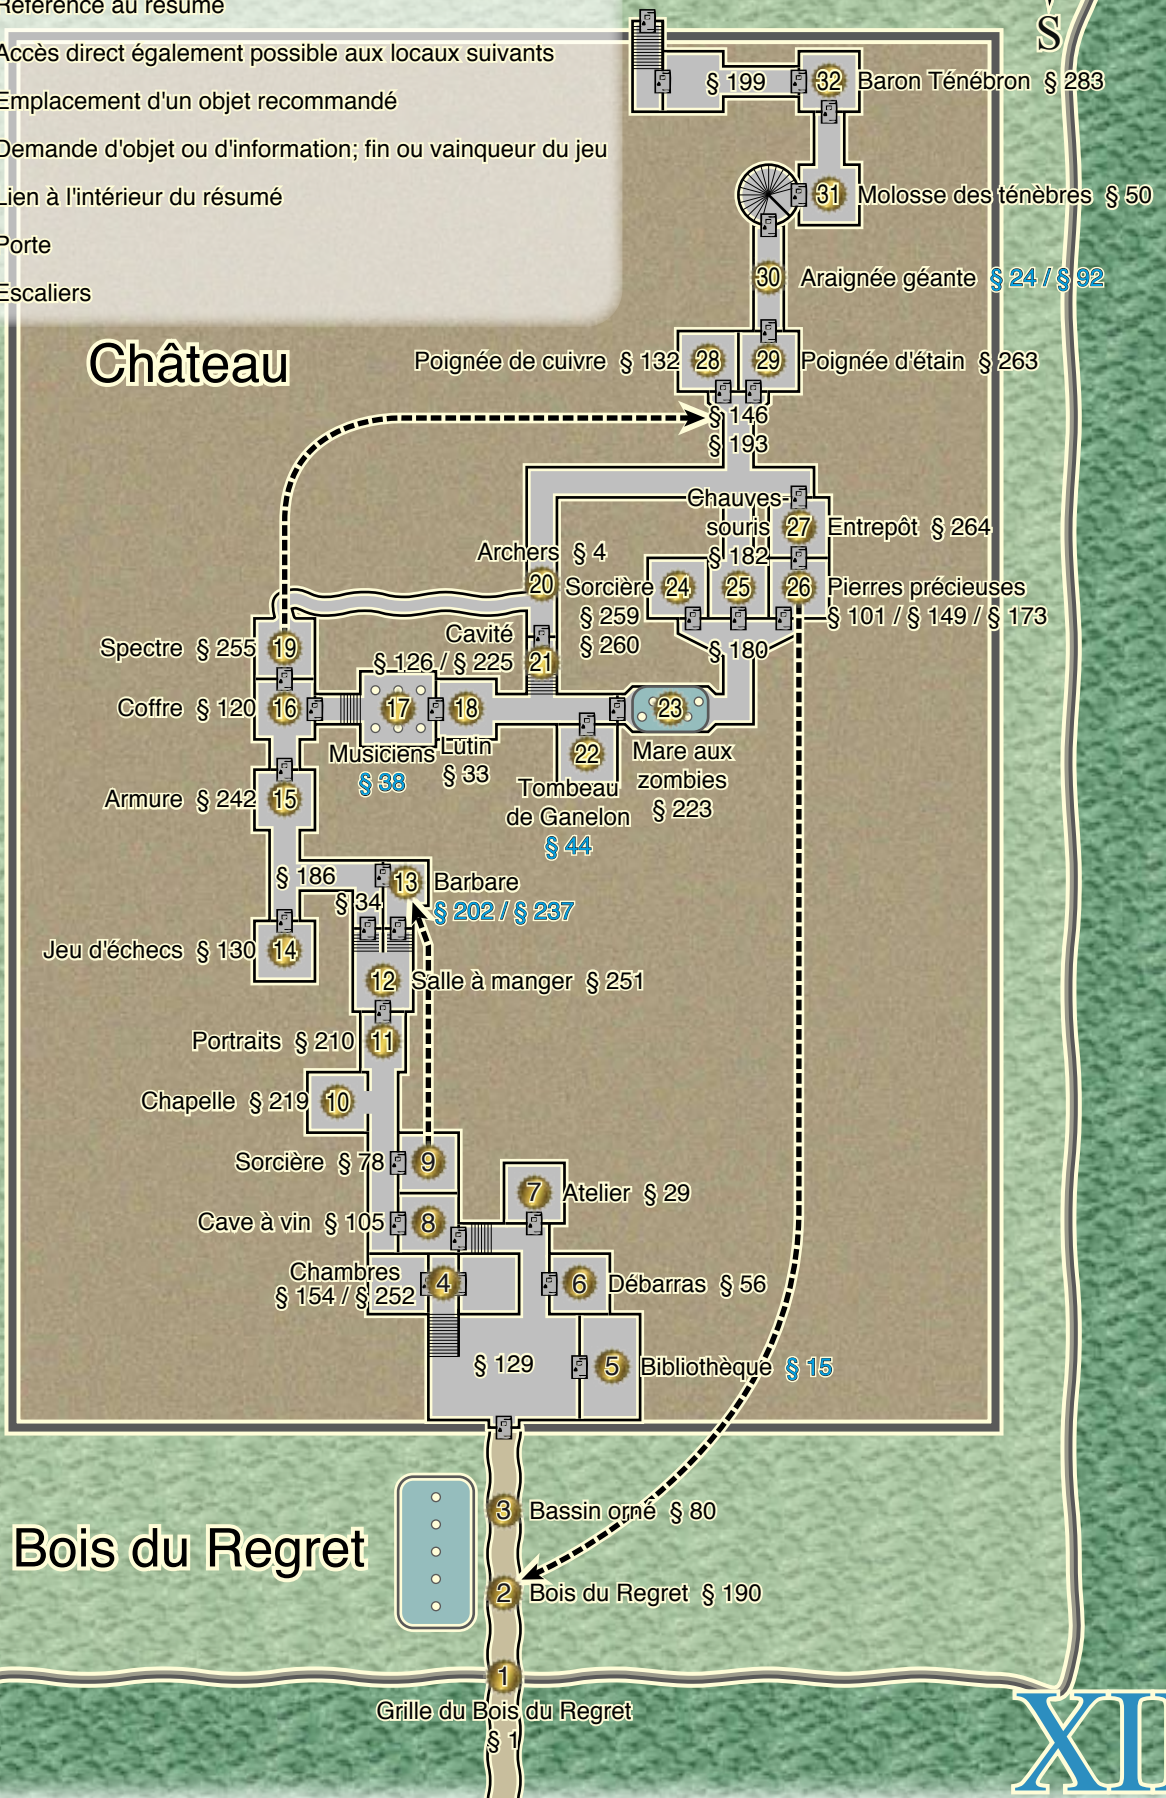 Référence au résumé
Accès direct également possible aux locaux suivants
Emplacement d'un objet recommandé
Demande d'objet ou d'information; fin ou vainqueur du jeu
Lien à l'intérieur du résumé
Porte
Escaliers
S
§ 199
32
Baron Ténébron § 283
31
Molosse des ténèbres § 50
30
Araignée géante § 24 / § 92
Château
Poignée de cuivre § 132
28
29
Poignée d'étain § 263
§ 146
§ 193
Chauves-
souris
§ 182
27
Entrepôt § 264
Archers § 4
20
Sorcière
§ 259
§ 260
24
25
26
Pierres précieuses
§ 101 / § 149 / § 173
§ 180
Spectre § 255
19
Cavité
§ 126 / § 225
21
Coffre § 120
16
17
18
23
Musiciens
§ 38
Lutin
§ 33
22
Tombeau
de Ganelon
§ 44
Mare aux
zombies
§ 223
Armure § 242
15
§ 186
§ 34
13
Barbare
§ 202 / § 237
Jeu d'échecs § 130
14
12
Salle à manger § 251
Portraits § 210
11
Chapelle § 219
10
Sorcière § 78
9
7
Atelier § 29
Cave à vin § 105
8
Chambres
§ 154 / § 252
4
6
Débarras § 56
§ 129
5
Bibliothèque § 15
3
Bassin orné § 80
Bois du Regret
2
Bois du Regret § 190
1
Grille du Bois du Regret
§ 1